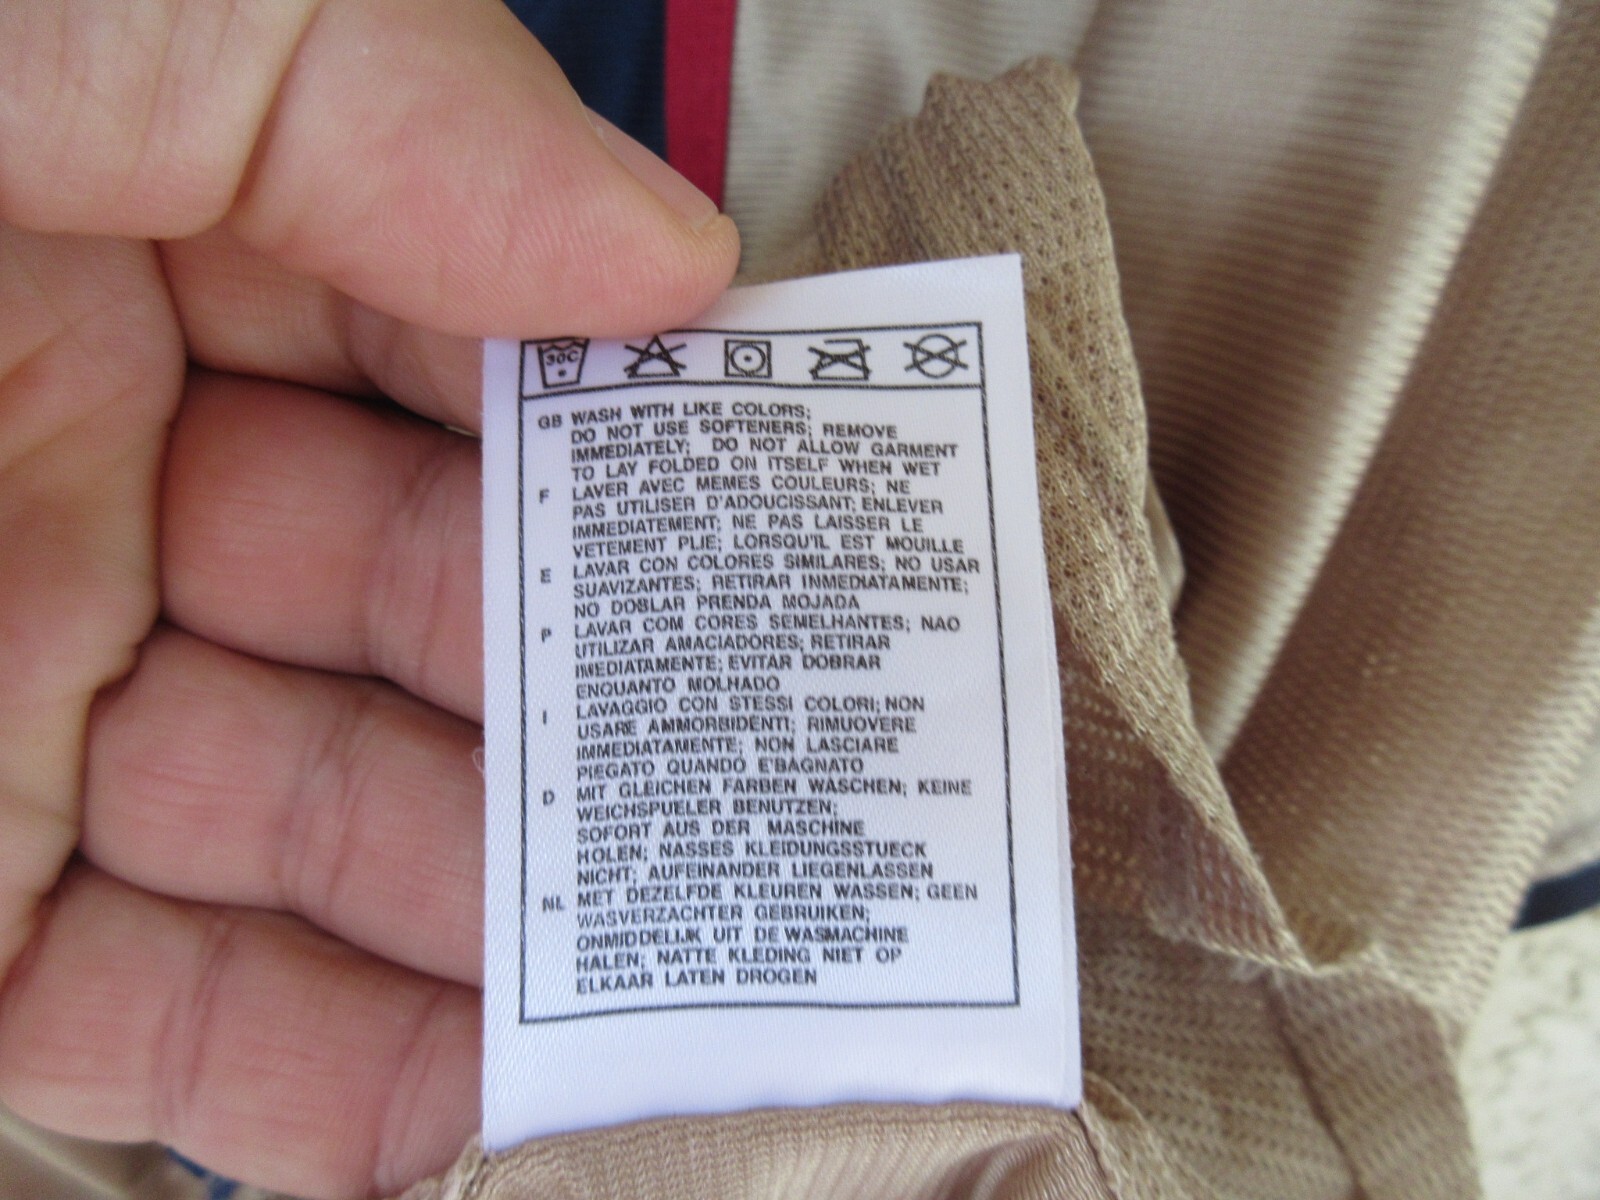 30C
GB WASH WITH LIKE COLORS;
DO NOT USE SOFTENERS; REMOVE
IMMEDIATELY; DO NOT ALLOW GARMENT
TO LAY FOLDED ON ITSELF WHEN WET
F LAVER AVEC MEMES COULEURS; NE
PAS UTILISER D'ADOUCISSANT; ENLEVER
IMMEDIATEMENT; NE PAS LAISSER LE
VETEMENT PLIE; LORSQU'IL EST MOUILLE
E LAVAR CON COLORES SIMILARES; NO USAR
SUAVIZANTES; RETIRAR INMEDIATAMENTE;
NO DOBLAR PRENDA MOJADA
P LAVAR COM CORES SEMELHANTES; NAO
UTILIZAR AMACIADORES; RETIRAR
IMEDIATAMENTE; EVITAR DOBRAR
ENQUANTO MOLHADO
I LAVAGGIO CON STESSI COLORI; NON
USARE AMMORBIDENTI; RIMUOVERE
IMMEDIATAMENTE; NON LASCIARE
PIEGATO QUANDO E'BAGNATO
D MIT GLEICHEN FARBEN WASCHEN; KEINE
WEICHSPUELER BENUTZEN;
SOFORT AUS DER MASCHINE
HOLEN; NASSES KLEIDUNGSSTUECK
NICHT; AUFEINANDER LIEGENLASSEN
NL MET DEZELFDE KLEUREN WASSEN; GEEN
WASVERZACHTER GEBRUIKEN;
ONMIDDELIJK UIT DE WASMACHINE
HALEN; NATTE KLEDING NIET OP
ELKAAR LATEN DROGEN